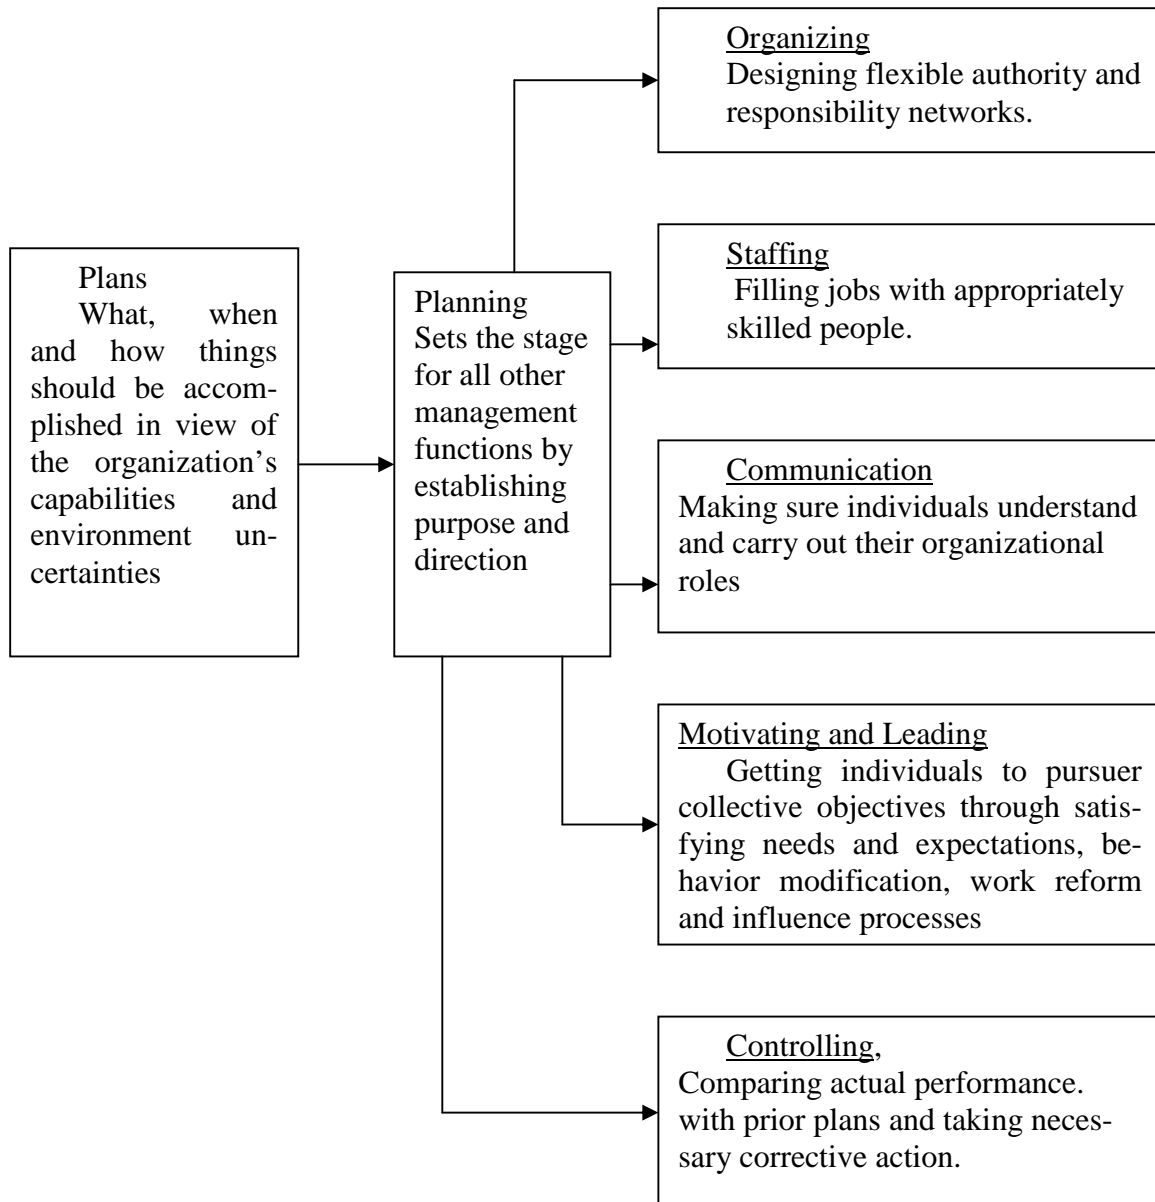 Plans
What, when
and how things
should be accom-
plished in view of
the organization's
capabilities and
environment un-
certainties
Planning
Sets the stage
for all other
management
functions by
establishing
purpose and
direction
Organizing
Designing flexible authority and
responsibility networks.
Staffing
Filling jobs with appropriately
skilled people.
Communication
Making sure individuals understand
and carry out their organizational
roles
Motivating and Leading
Getting individuals to pursuer
collective objectives through satis-
fying needs and expectations, be-
havior modification, work reform
and influence processes
Controlling,
Comparing actual performance.
with prior plans and taking neces-
sary corrective action.